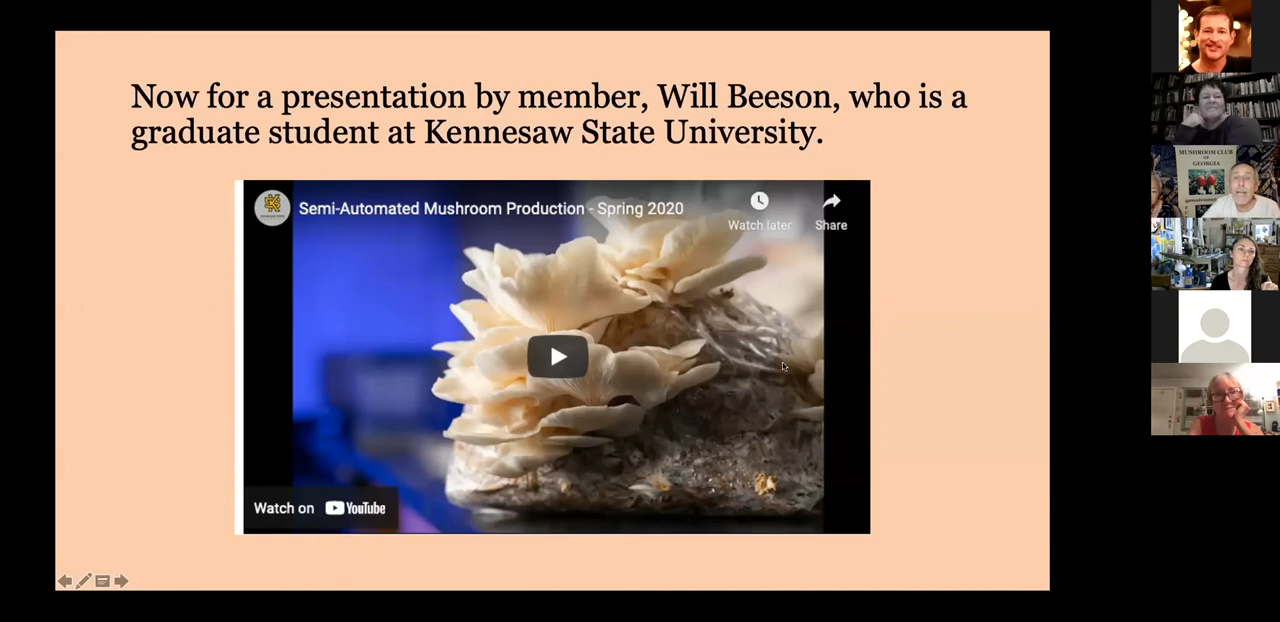 Now for a presentation by member, Will Beeson, who is a
graduate student at Kennesaw State University.
Semi-Automated Mushroom Production - Spring 2020
Watch later
Share
Watch on YouTube
MUSHROOM CLUB
OF
GEORGIA